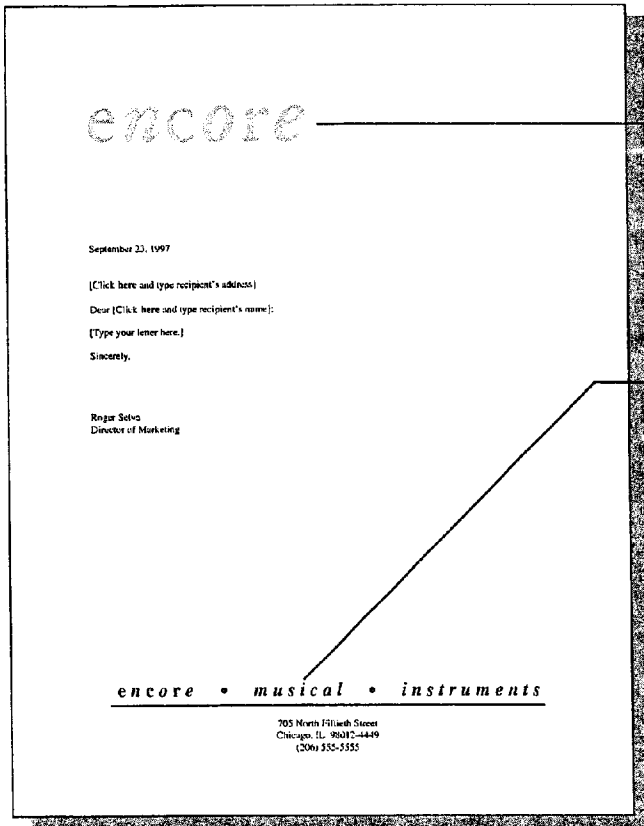 encore
September 23, 1997
[Click here and type recipient's address]
Dear [Click here and type recipient's name]:
[Type your letter here.]
Sincerely,
Roger Selva
Director of Marketing
encore • musical • instruments
705 North Fiftieth Street
Chicago, IL 98012-4449
(206) 555-5555